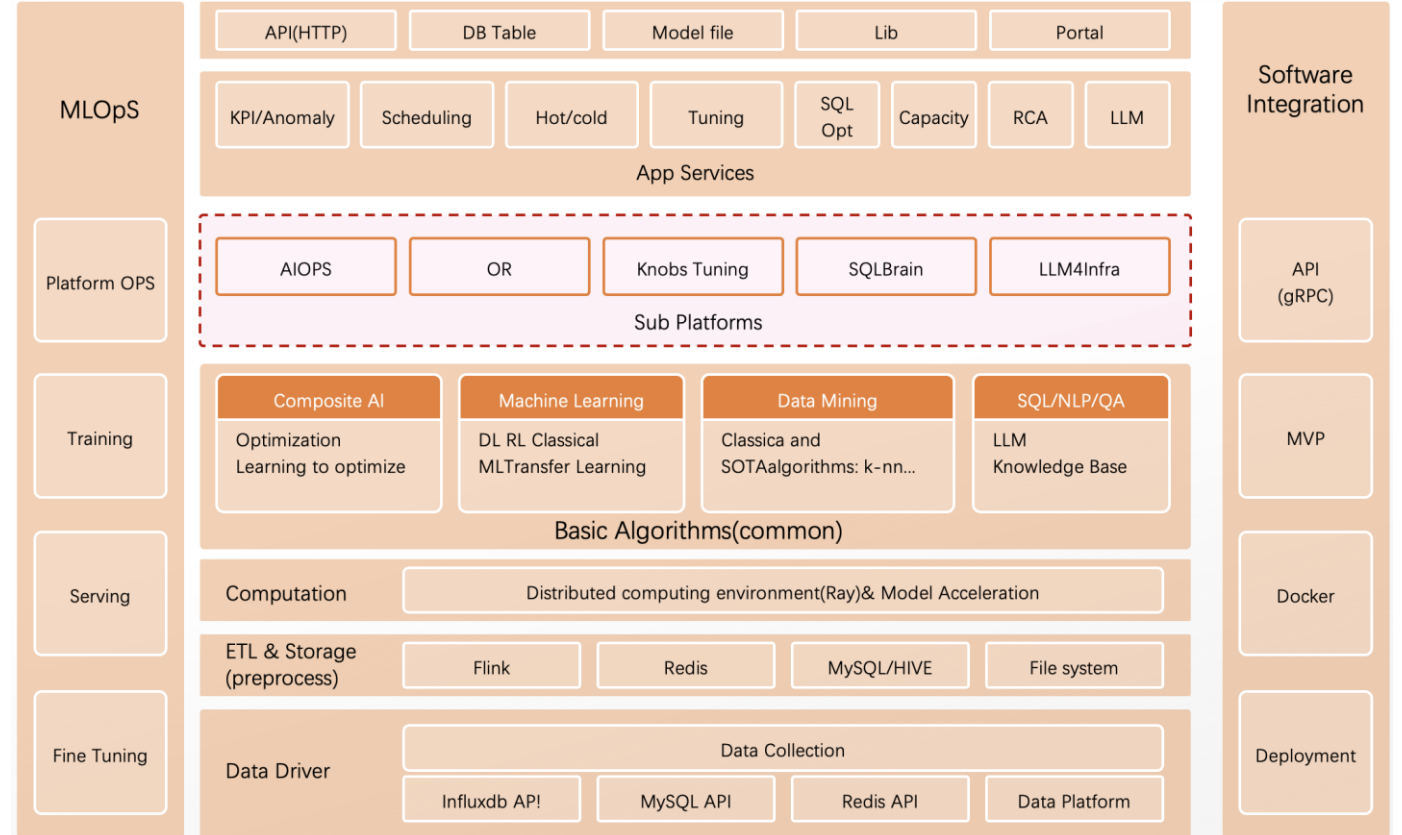 MLOpS
Platform OPS
Training
Serving
Fine Tuning
API(HTTP)
DB Table
Model file
Lib
Portal
KPI/Anomaly
Scheduling
Hot/cold
Tuning
SQL
Opt
Capacity
RCA
LLM
App Services
AIOPS
OR
Knobs Tuning
SQLBrain
LLM4Infra
Sub Platforms
Composite AI
Optimization
Learning to optimize
Machine Learning
DL RL Classical
MLTransfer Learning
Data Mining
Classica and
SOTAalgorithms: k-nn...
SQL/NLP/QA
LLM
Knowledge Base
Basic Algorithms(common)
Computation
Distributed computing environment(Ray)& Model Acceleration
ETL & Storage
(preprocess)
Flink
Redis
MySQL/HIVE
File system
Data Driver
Data Collection
Influxdb AP!
MySQL API
Redis API
Data Platform
Software
Integration
API
(gRPC)
MVP
Docker
Deployment